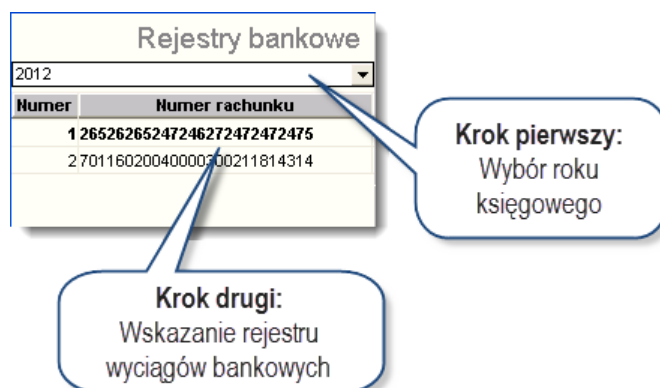 Rejestry bankowe
2012
Numer Numer rachunku
1 26526265247246272472472475
2 70116020040000300211814314
Krok pierwszy:
Wybór roku
księgowego
Krok drugi:
Wskazanie rejestru
wyciągów bankowych